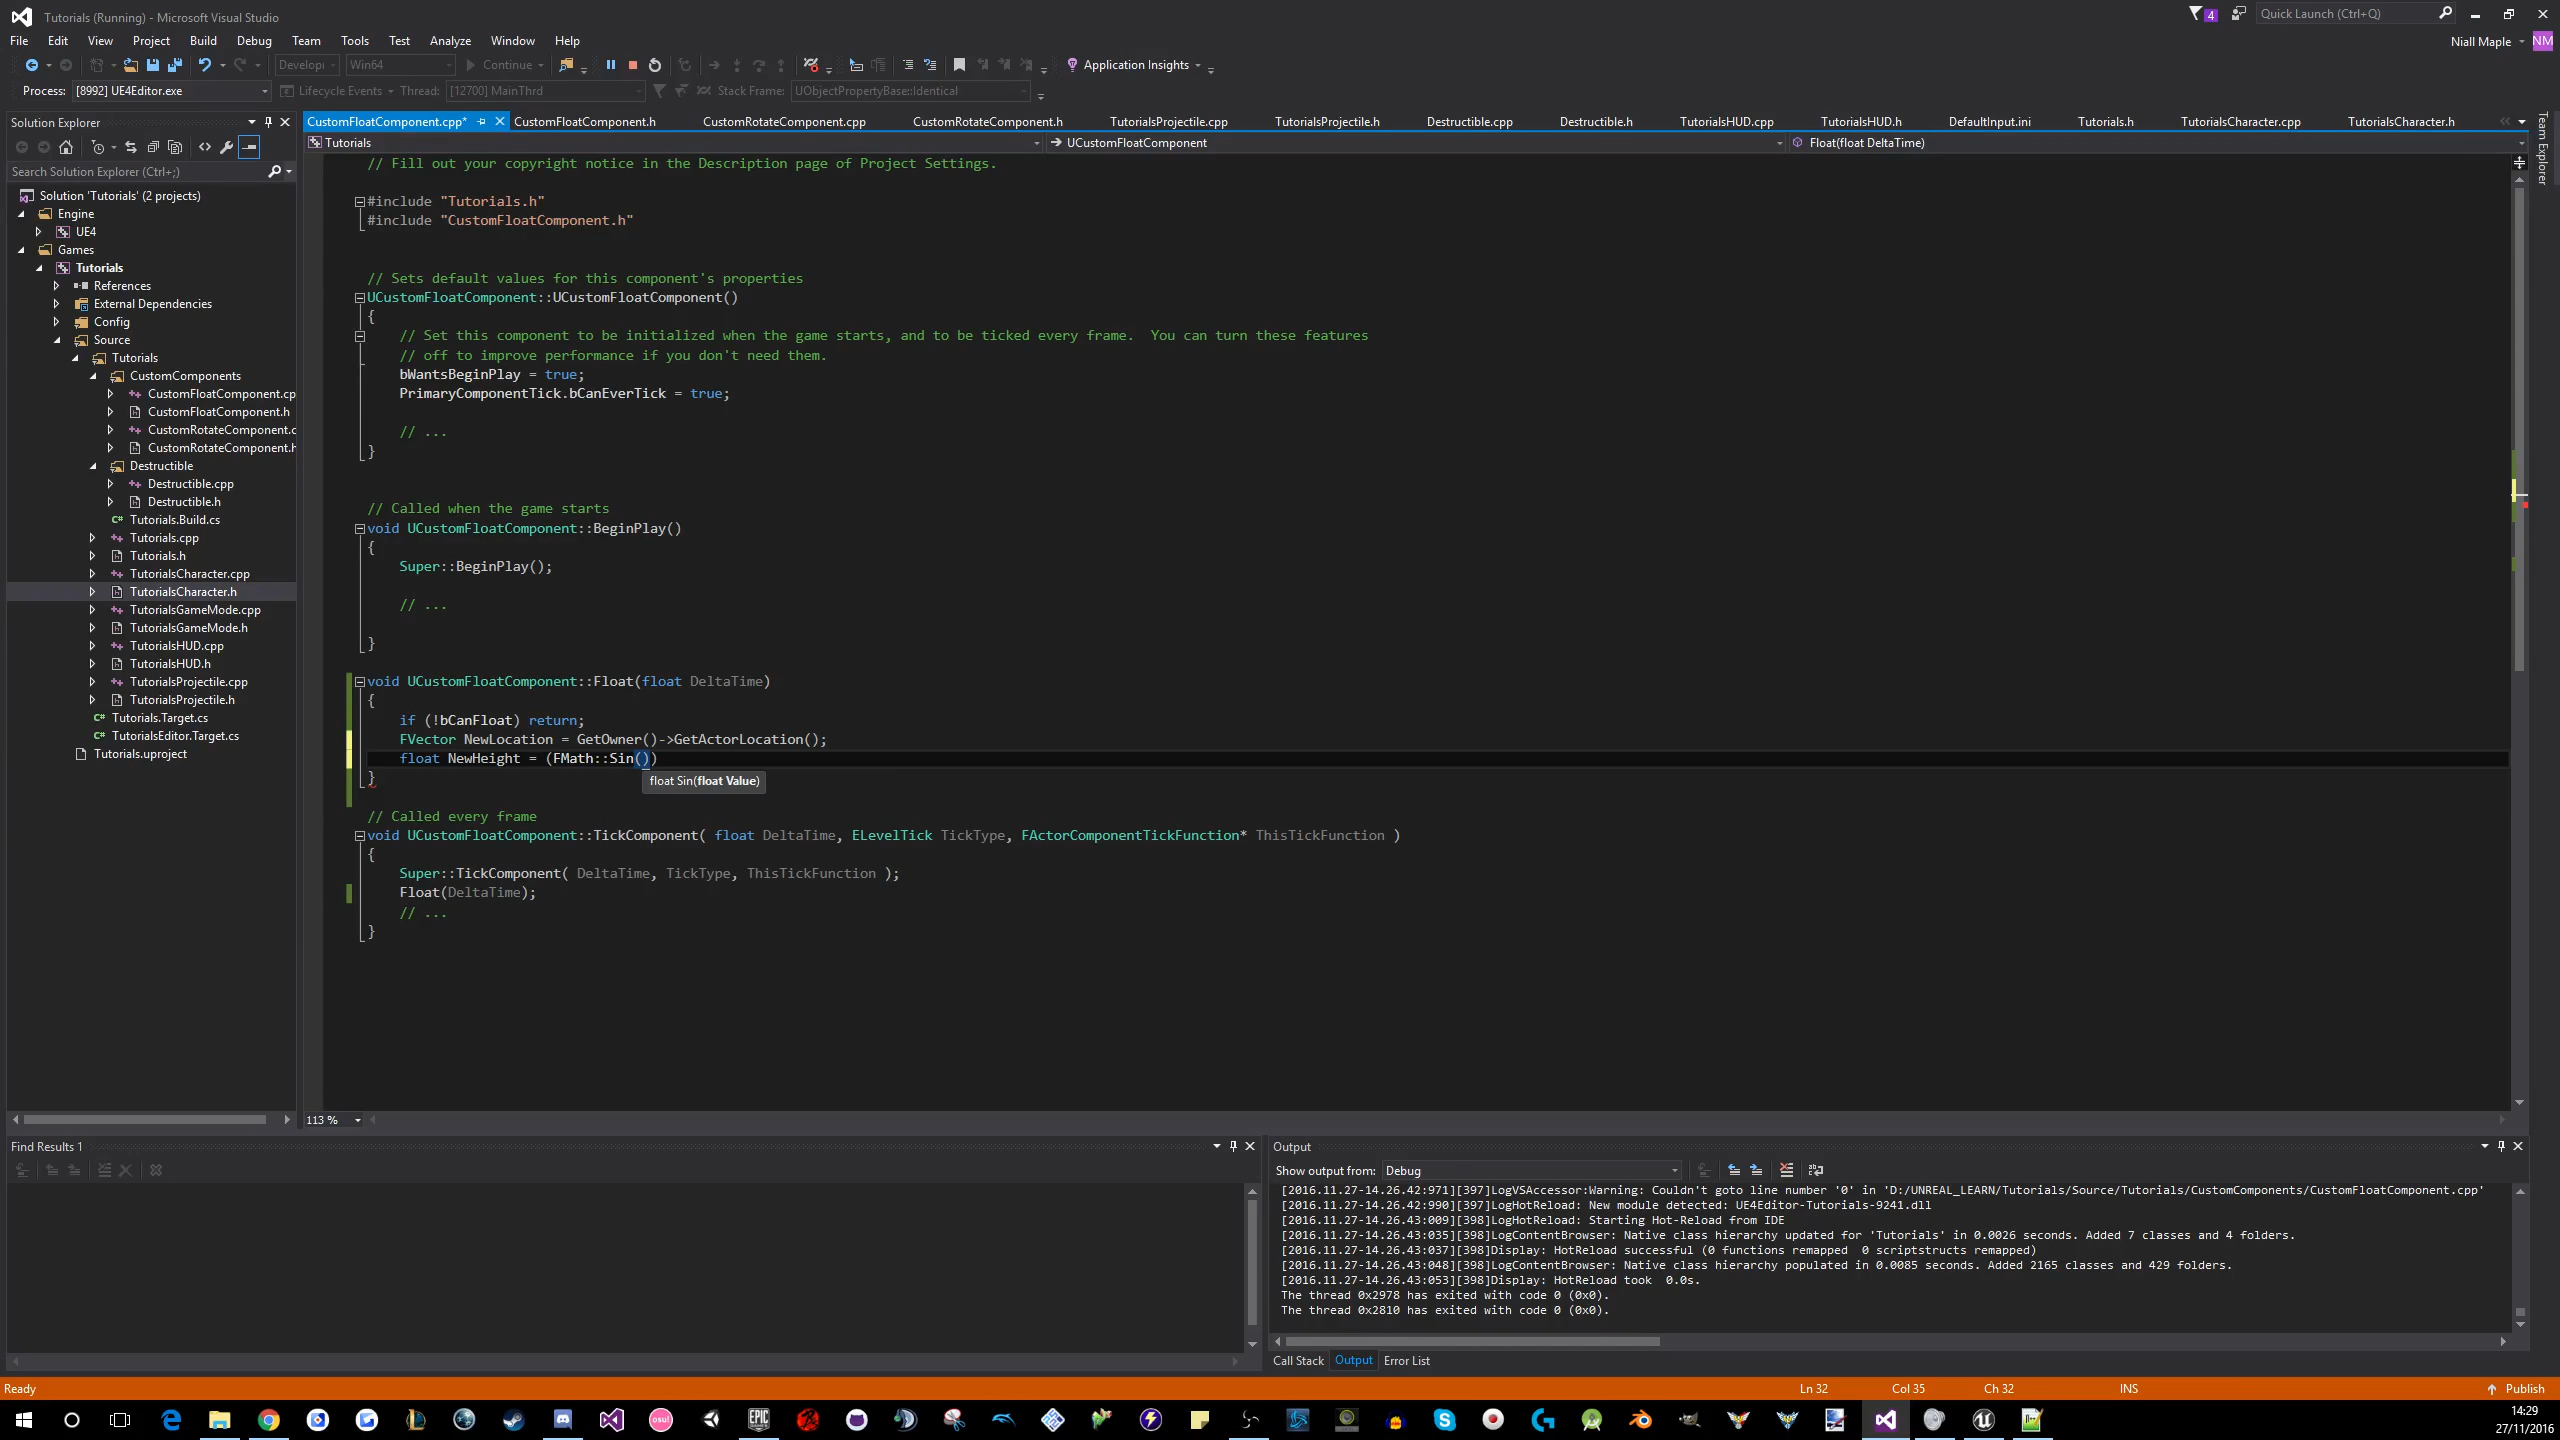 Tutorials (Running) - Microsoft Visual Studio
4
Quick Launch (Ctrl+Q)
File Edit View Project Build Debug Team Tools Test Analyze Window Help
Niall Maple NM
Win64 Continue Application Insights
Process: [8992] UE4Editor.exe Lifecycle Events Thread: [12700] MainThrd Stack Frame: UObjectPropertyBase::Identical
Solution Explorer
Search Solution Explorer (Ctrl+;)
Solution 'Tutorials' (2 projects)
Engine
UE4
Games
Tutorials
References
External Dependencies
Config
Source
Tutorials
CustomComponents
CustomFloatComponent.cp
CustomFloatComponent.h
CustomRotateComponent.c
CustomRotateComponent.h
Destructible
Destructible.cpp
Destructible.h
Tutorials.Build.cs
Tutorials.cpp
Tutorials.h
TutorialsCharacter.cpp
TutorialsCharacter.h
TutorialsGameMode.cpp
TutorialsGameMode.h
TutorialsHUD.cpp
TutorialsHUD.h
TutorialsProjectile.cpp
TutorialsProjectile.h
Tutorials.Target.cs
TutorialsEditor.Target.cs
Tutorials.uproject
CustomFloatComponent.cpp* CustomFloatComponent.h CustomRotateComponent.cpp CustomRotateComponent.h TutorialsProjectile.cpp TutorialsProjectile.h Destructible.cpp Destructible.h TutorialsHUD.cpp TutorialsHUD.h DefaultInput.ini Tutorials.h TutorialsCharacter.cpp TutorialsCharacter.h
Tutorials UCustomFloatComponent Float(float DeltaTime)
Team Explorer
// Fill out your copyright notice in the Description page of Project Settings.
#include "Tutorials.h"
#include "CustomFloatComponent.h"
// Sets default values for this component's properties
UCustomFloatComponent::UCustomFloatComponent()
{
// Set this component to be initialized when the game starts, and to be ticked every frame.  You can turn these features
// off to improve performance if you don't need them.
bWantsBeginPlay = true;
PrimaryComponentTick.bCanEverTick = true;
// ...
}
// Called when the game starts
void UCustomFloatComponent::BeginPlay()
{
Super::BeginPlay();
// ...
}
void UCustomFloatComponent::Float(float DeltaTime)
{
if (!bCanFloat) return;
FVector NewLocation = GetOwner()->GetActorLocation();
float NewHeight = (FMath::Sin())
}
float Sin(float Value)
// Called every frame
void UCustomFloatComponent::TickComponent( float DeltaTime, ELevelTick TickType, FActorComponentTickFunction* ThisTickFunction )
{
Super::TickComponent( DeltaTime, TickType, ThisTickFunction );
Float(DeltaTime);
// ...
}
113 %
Find Results 1
Output
Show output from: Debug
[2016.11.27-14.26.42:971][397]LogVSAccessor:Warning: Couldn't goto line number '0' in 'D:/UNREAL_LEARN/Tutorials/Source/Tutorials/CustomComponents/CustomFloatComponent.cpp'
[2016.11.27-14.26.42:990][397]LogHotReload: New module detected: UE4Editor-Tutorials-9241.dll
[2016.11.27-14.26.43:009][398]LogHotReload: Starting Hot-Reload from IDE
[2016.11.27-14.26.43:035][398]LogContentBrowser: Native class hierarchy updated for 'Tutorials' in 0.0026 seconds. Added 7 classes and 4 folders.
[2016.11.27-14.26.43:037][398]Display: HotReload successful (0 functions remapped  0 scriptstructs remapped)
[2016.11.27-14.26.43:048][398]LogContentBrowser: Native class hierarchy populated in 0.0085 seconds. Added 2165 classes and 429 folders.
[2016.11.27-14.26.43:053][398]Display: HotReload took  0.0s.
The thread 0x2978 has exited with code 0 (0x0).
The thread 0x2810 has exited with code 0 (0x0).
Call Stack Output Error List
Ready Ln 32 Col 35 Ch 32 INS Publish
osu!
EPIC
14:29
27/11/2016